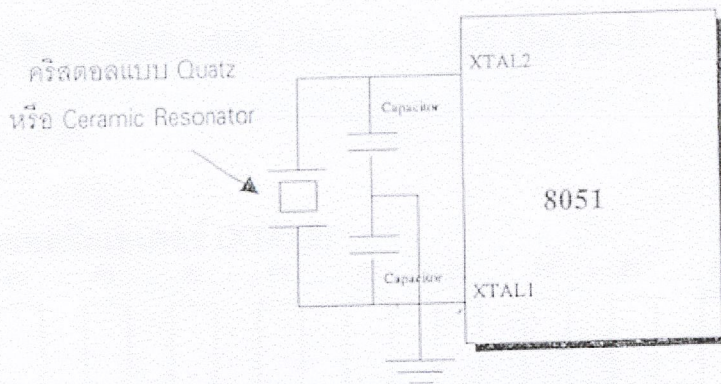 คริสตอลแบบ Quatz
หรือ Ceramic Resonator
XTAL2
Capacitor
8051
Capacitor
XTAL1